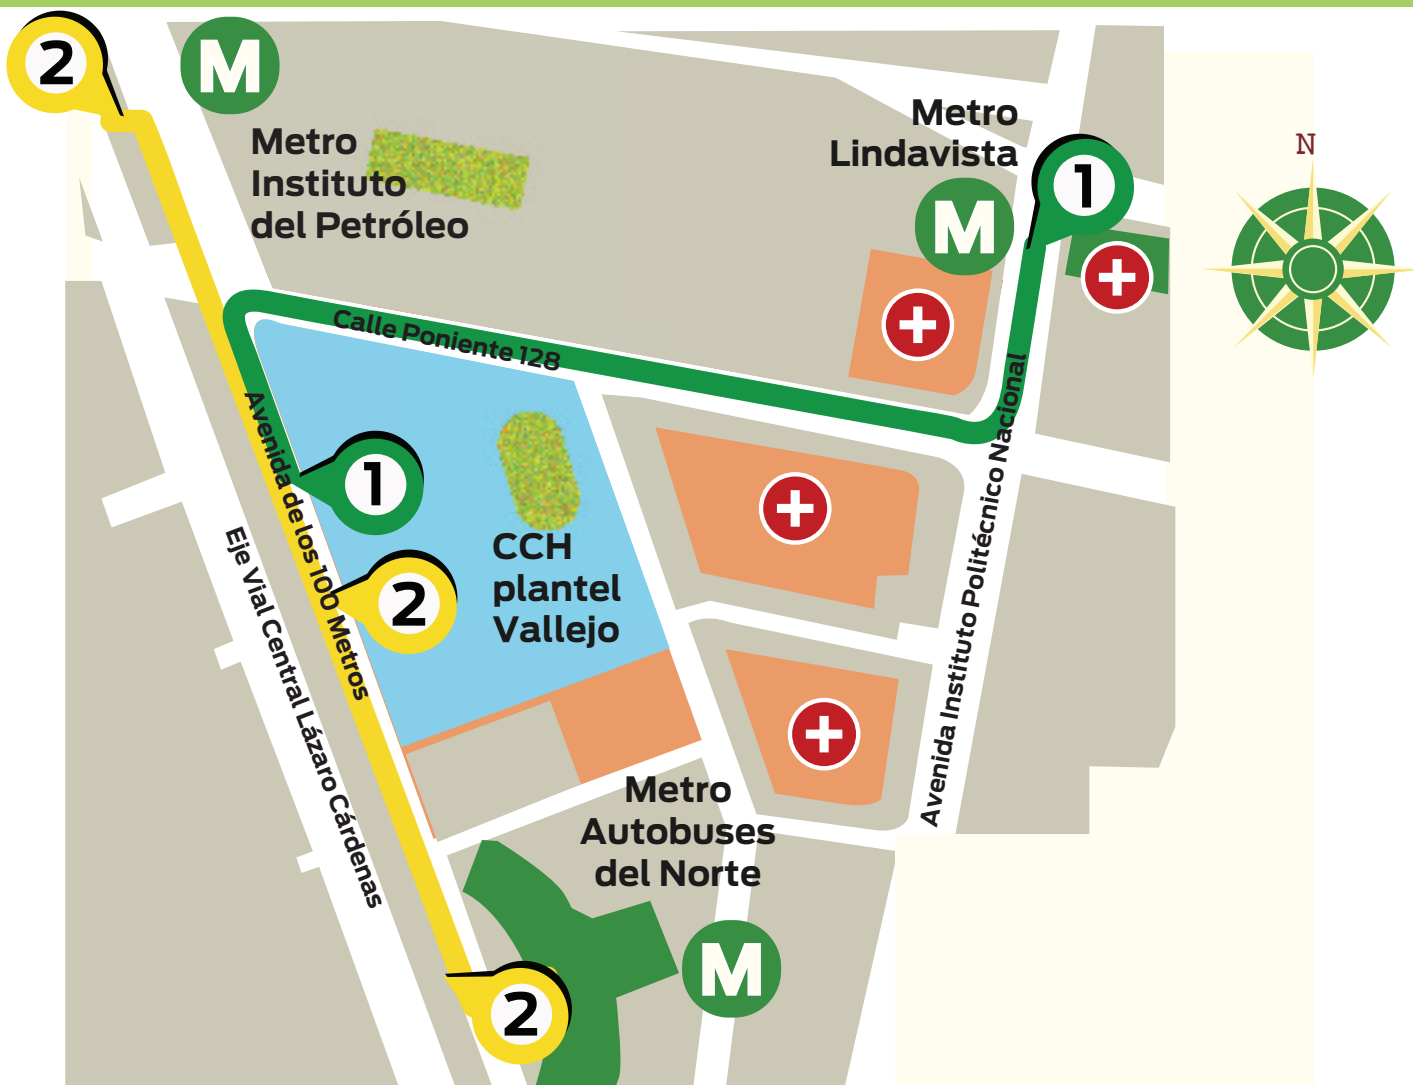 2
M
Metro
Instituto
del Petróleo
Metro
Lindavista
M
1
N
Calle Poniente 128
Avenida de los 100 Metros
1
2
CCH
plantel
Vallejo
Eje Vial Central Lázaro Cárdenas
Avenida Instituto Politécnico Nacional
Metro
Autobuses
del Norte
M
2